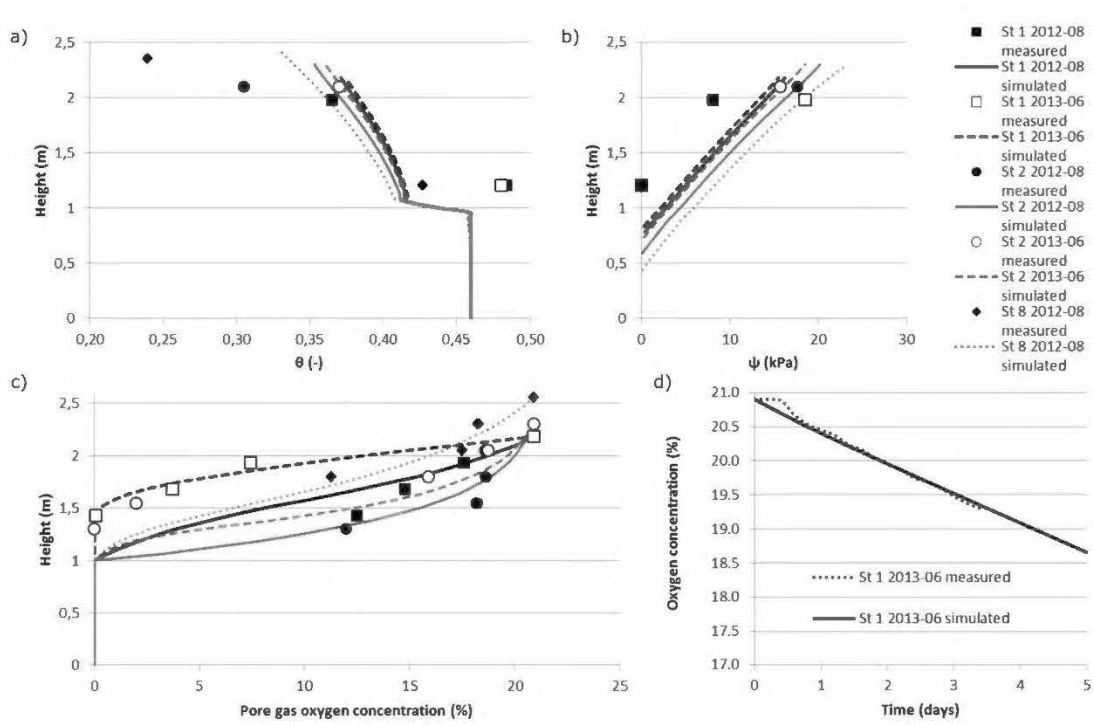 a)
2,5
2
1,5
1
0,5
0
Height (m)
0,20
0,25
0,30
0,35
0,40
0,45
0,50
θ (-)
b)
2,5
2
1,5
1
0,5
0
Height (m)
0
10
20
30
ψ (kPa)
St 1 2012-08
measured
St 1 2012-08
simulated
St 1 2013-06
measured
St 1 2013-06
simulated
St 2 2012-08
measured
St 2 2012-08
simulated
St 2 2013-06
measured
St 2 2013-06
simulated
St 8 2012-08
measured
St 8 2012-08
simulated
c)
2,5
2
1,5
1
0,5
0
Height (m)
0
5
10
15
20
25
Pore gas oxygen concentration (%)
d)
21.0
20.5
20.0
19.5
19.0
18.5
18.0
17.5
17.0
Oxygen concentration (%)
St 1 2013-06 measured
St 1 2013-06 simulated
0
1
2
3
4
5
Time (days)